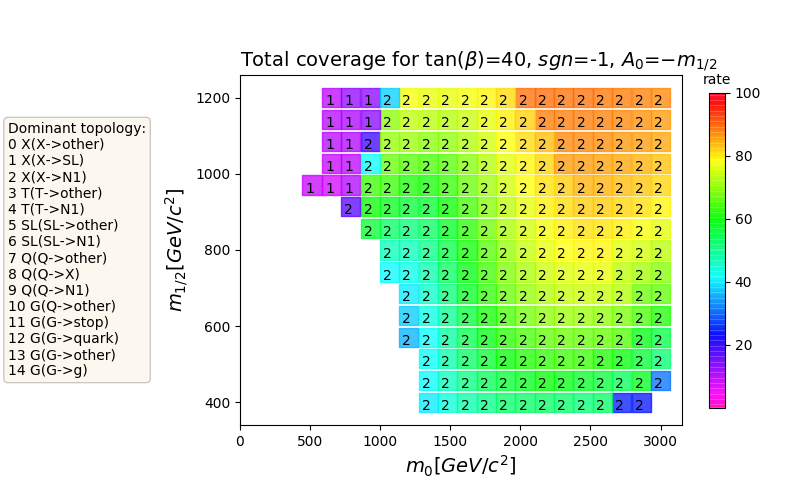 Total coverage for tan(β)=40, sgn=-1, A₀=−m₁/₂
rate
Dominant topology:
0 X(X->other)
1 X(X->SL)
2 X(X->N1)
3 T(T->other)
4 T(T->N1)
5 SL(SL->other)
6 SL(SL->N1)
7 Q(Q->other)
8 Q(Q->X)
9 Q(Q->N1)
10 G(Q->other)
11 G(G->stop)
12 G(G->quark)
13 G(G->other)
14 G(G->g)
m₁/₂[GeV/c²]
1200
1000
800
600
400
1 1 1 2 2 2 2 2 2 2 2 2 2 2 2 2 2 2
1 1 1 2 2 2 2 2 2 2 2 2 2 2 2 2 2 2
1 1 2 2 2 2 2 2 2 2 2 2 2 2 2 2 2 2
1 1 2 2 2 2 2 2 2 2 2 2 2 2 2 2 2 2
1 1 1 2 2 2 2 2 2 2 2 2 2 2 2 2 2 2 2
2 2 2 2 2 2 2 2 2 2 2 2 2 2 2 2 2
2 2 2 2 2 2 2 2 2 2 2 2 2 2 2 2
2 2 2 2 2 2 2 2 2 2 2 2 2 2 2
2 2 2 2 2 2 2 2 2 2 2 2 2 2 2
2 2 2 2 2 2 2 2 2 2 2 2 2 2
2 2 2 2 2 2 2 2 2 2 2 2 2 2
2 2 2 2 2 2 2 2 2 2 2 2 2 2
2 2 2 2 2 2 2 2 2 2 2 2 2
2 2 2 2 2 2 2 2 2 2 2 2 2
2 2 2 2 2 2 2 2 2 2 2 2
0 500 1000 1500 2000 2500 3000
m₀[GeV/c²]
100
80
60
40
20